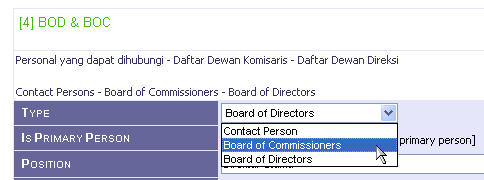 [4] BOD & BOC
Personal yang dapat dihubungi - Daftar Dewan Komisaris - Daftar Dewan Direksi
Contact Persons - Board of Commissioners - Board of Directors
TYPE Board of Directors
Contact Person
IS PRIMARY PERSON Board of Commissioners primary person]
POSITION Board of Directors